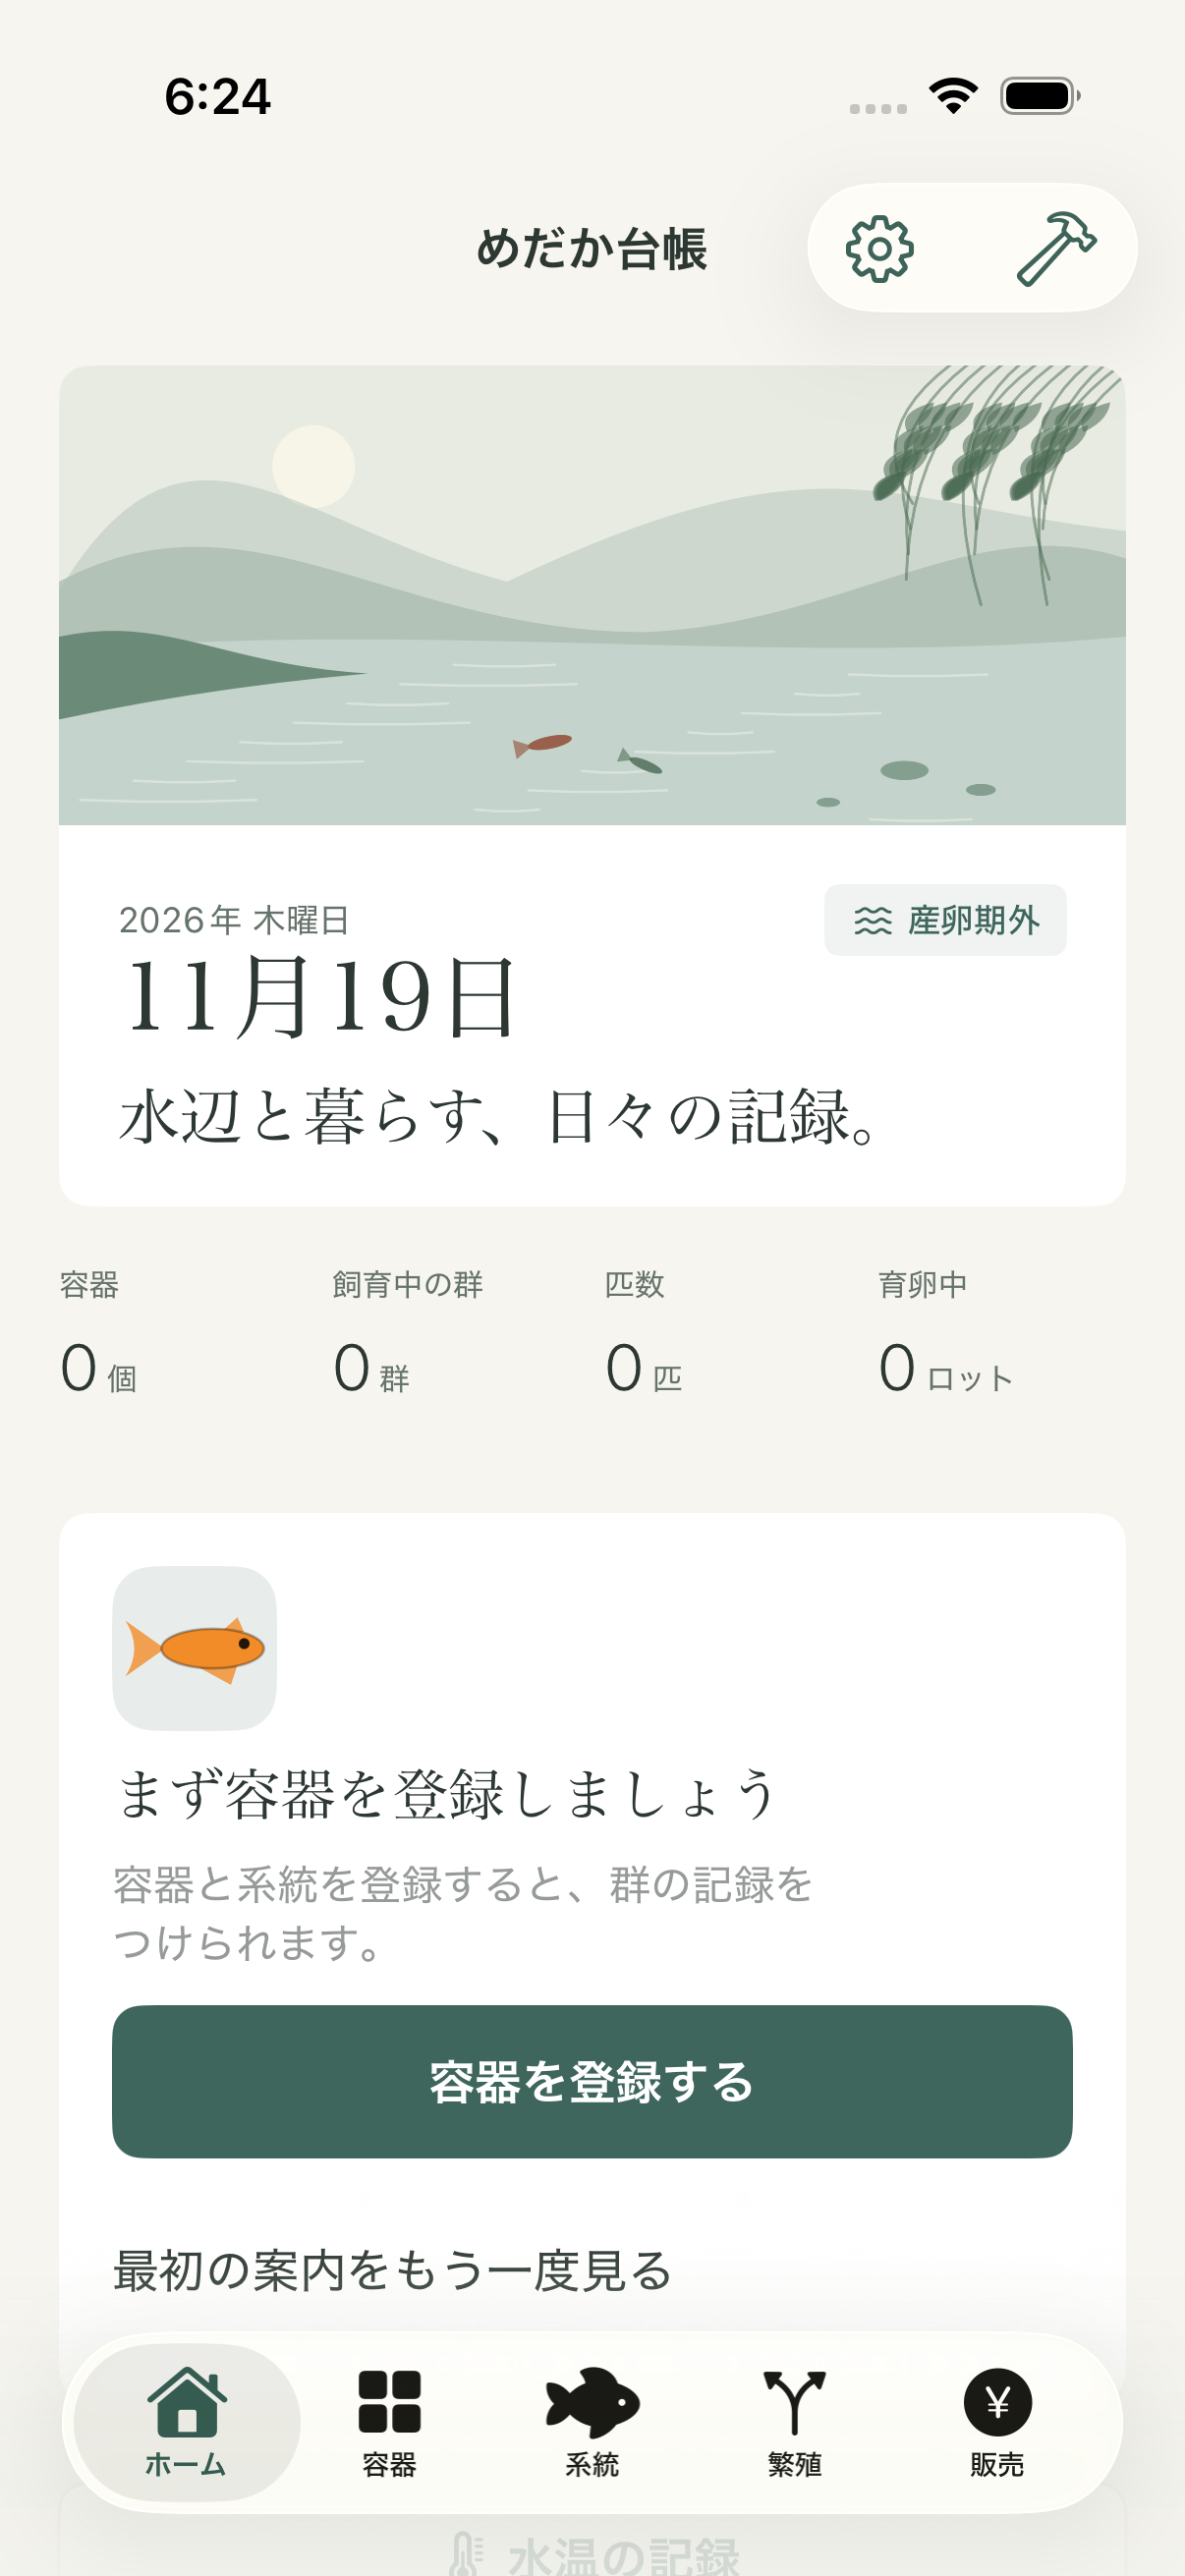 6:24
めだか台帳
2026年 木曜日
産卵期外
11月19日
水辺と暮らす、日々の記録。
容器
飼育中の群
匹数
育卵中
0 個
0 群
0 匹
0 ロット
まず容器を登録しましょう
容器と系統を登録すると、群の記録を
つけられます。
容器を登録する
最初の案内をもう一度見る
ホーム
容器
系統
繁殖
¥
販売
水温の記録